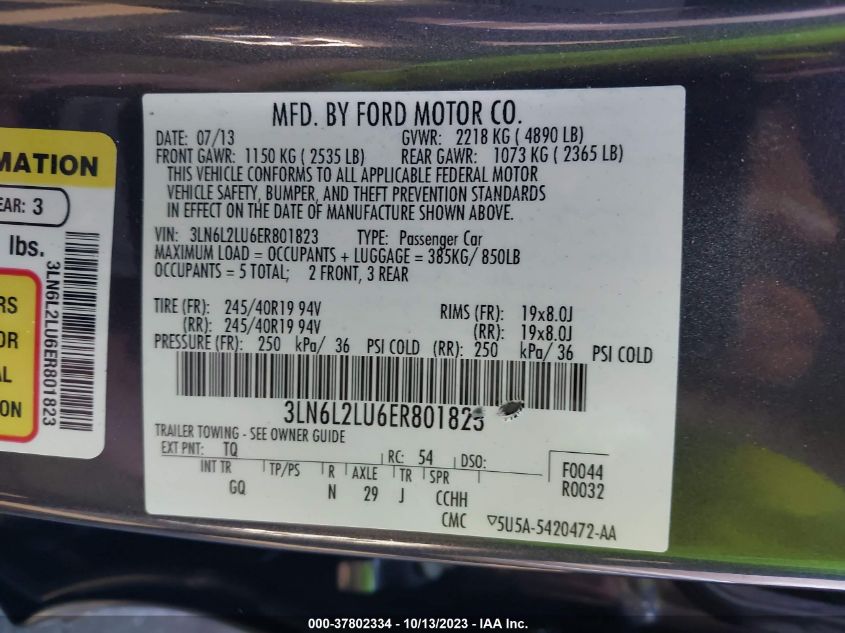 MATION
EAR: 3
lbs.
3LN6L2LU6ER801823
RS
OR
AL
ON
MFD. BY FORD MOTOR CO.
DATE: 07/13 GVWR: 2218 KG ( 4890 LB)
FRONT GAWR: 1150 KG ( 2535 LB) REAR GAWR: 1073 KG ( 2365 LB)
THIS VEHICLE CONFORMS TO ALL APPLICABLE FEDERAL MOTOR
VEHICLE SAFETY, BUMPER, AND THEFT PREVENTION STANDARDS
IN EFFECT ON THE DATE OF MANUFACTURE SHOWN ABOVE.
VIN: 3LN6L2LU6ER801823 TYPE: Passenger Car
MAXIMUM LOAD = OCCUPANTS + LUGGAGE = 385KG/ 850LB
OCCUPANTS = 5 TOTAL; 2 FRONT, 3 REAR
TIRE (FR): 245/40R19 94V RIMS (FR): 19x8.0J
(RR): 245/40R19 94V (RR): 19x8.0J
PRESSURE (FR): 250 kPa/ 36 PSI COLD (RR): 250 kPa/ 36 PSI COLD
3LN6L2LU6ER801823
TRAILER TOWING - SEE OWNER GUIDE
EXT PNT: TQ RC: 54 DSO: F0044
INT TR TP/PS R AXLE TR SPR R0032
GQ N 29 J CCHH
CMC ▽5U5A-5420472-AA
000-37802334 - 10/13/2023 - IAA Inc.